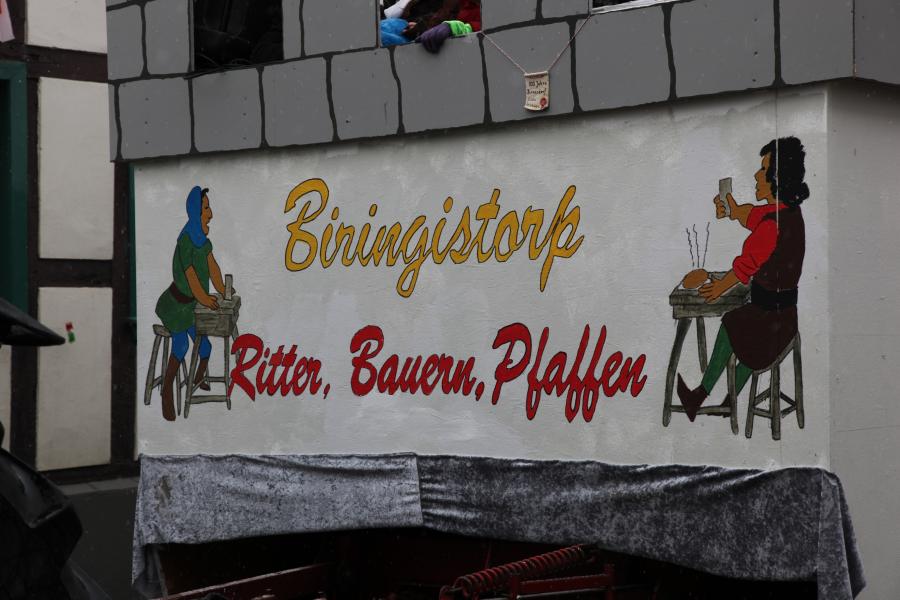 Biringistorp
Ritter, Bauern, Pfaffen